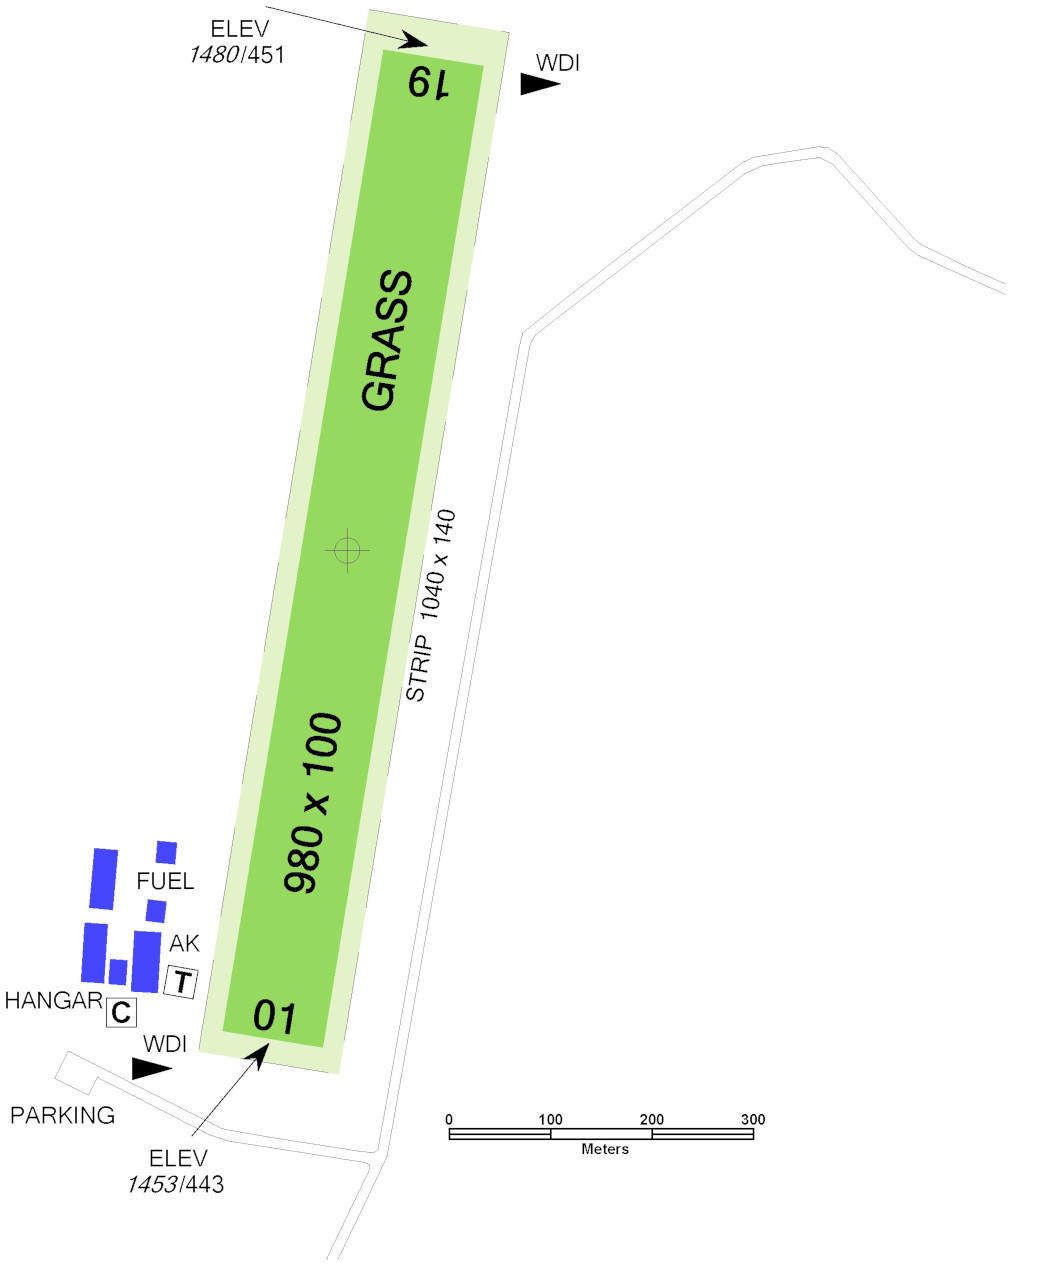 ELEV
1480/451
19
WDI
GRASS
STRIP 1040 x 140
980 x 100
FUEL
AK
T
HANGAR
C
01
WDI
PARKING
ELEV
1453/443
0 100 200 300
Meters